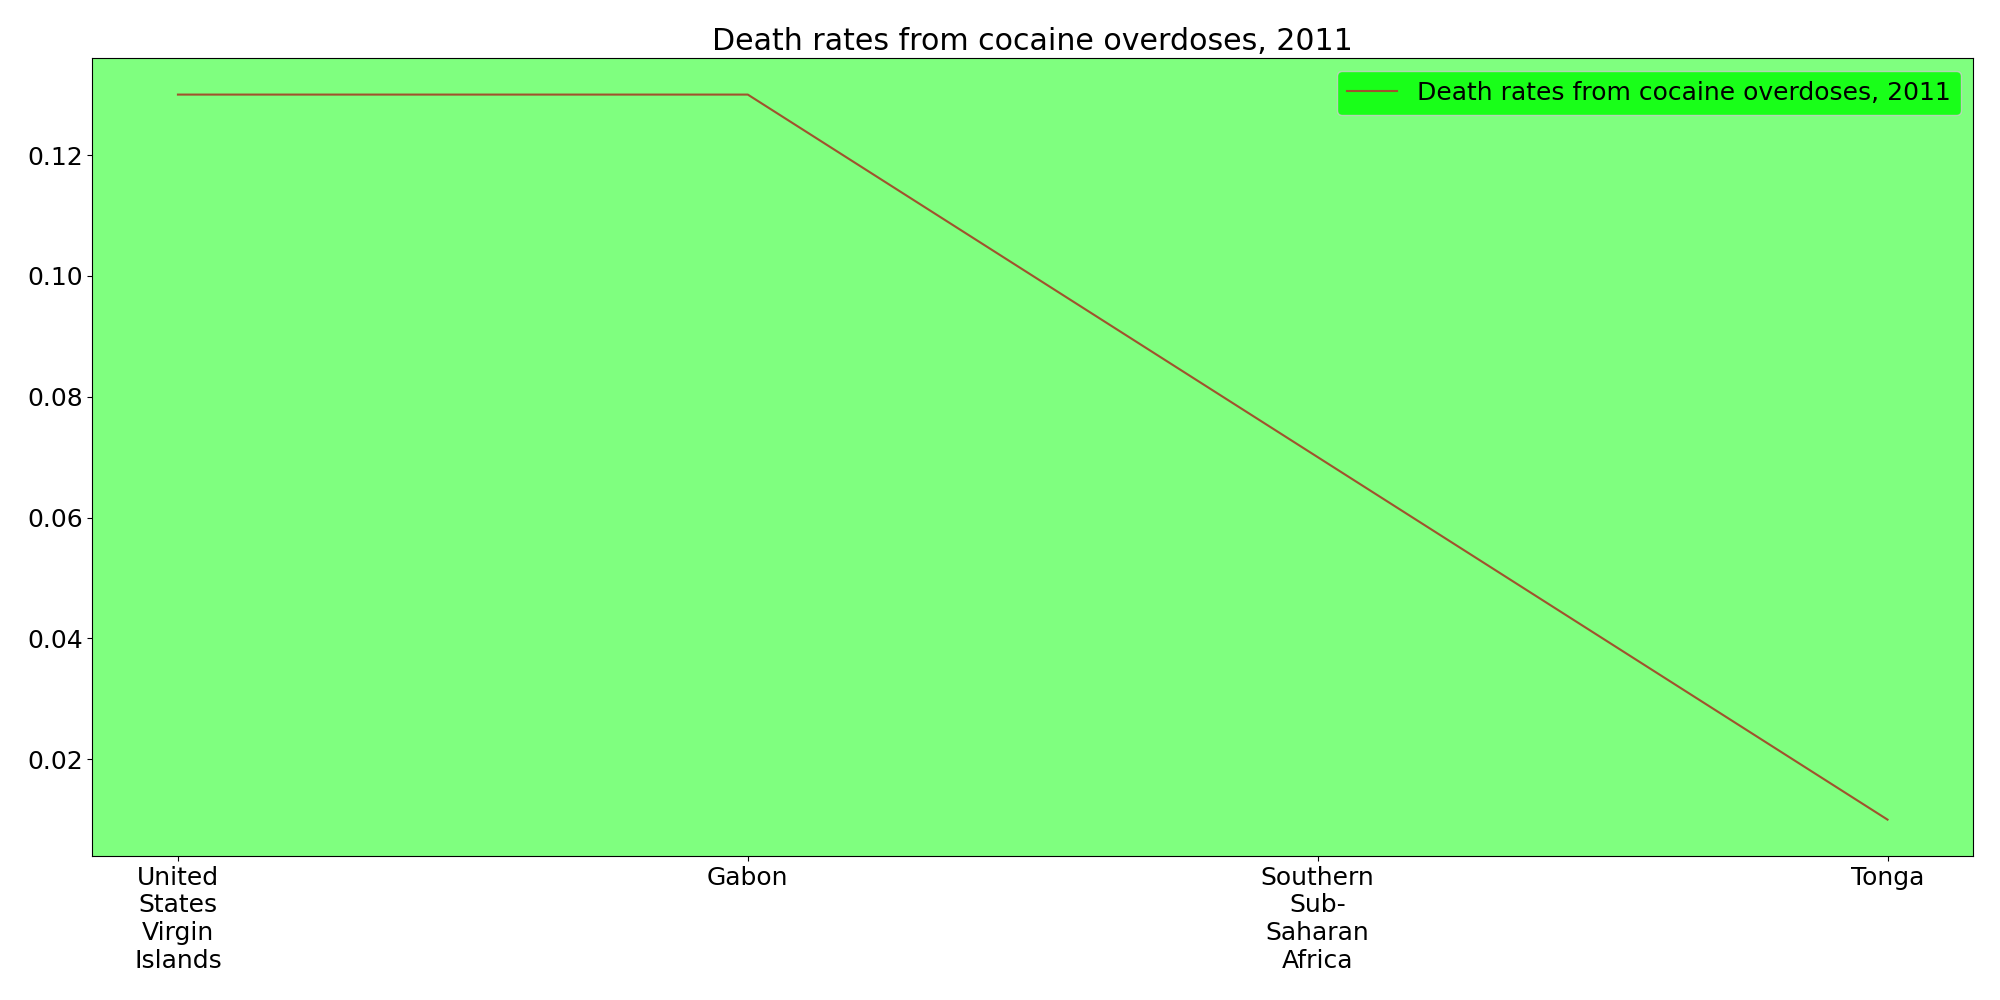 Death rates from cocaine overdoses, 2011
Death rates from cocaine overdoses, 2011
0.12
0.10
0.08
0.06
0.04
0.02
United
States
Virgin
Islands
Gabon
Southern
Sub-
Saharan
Africa
Tonga